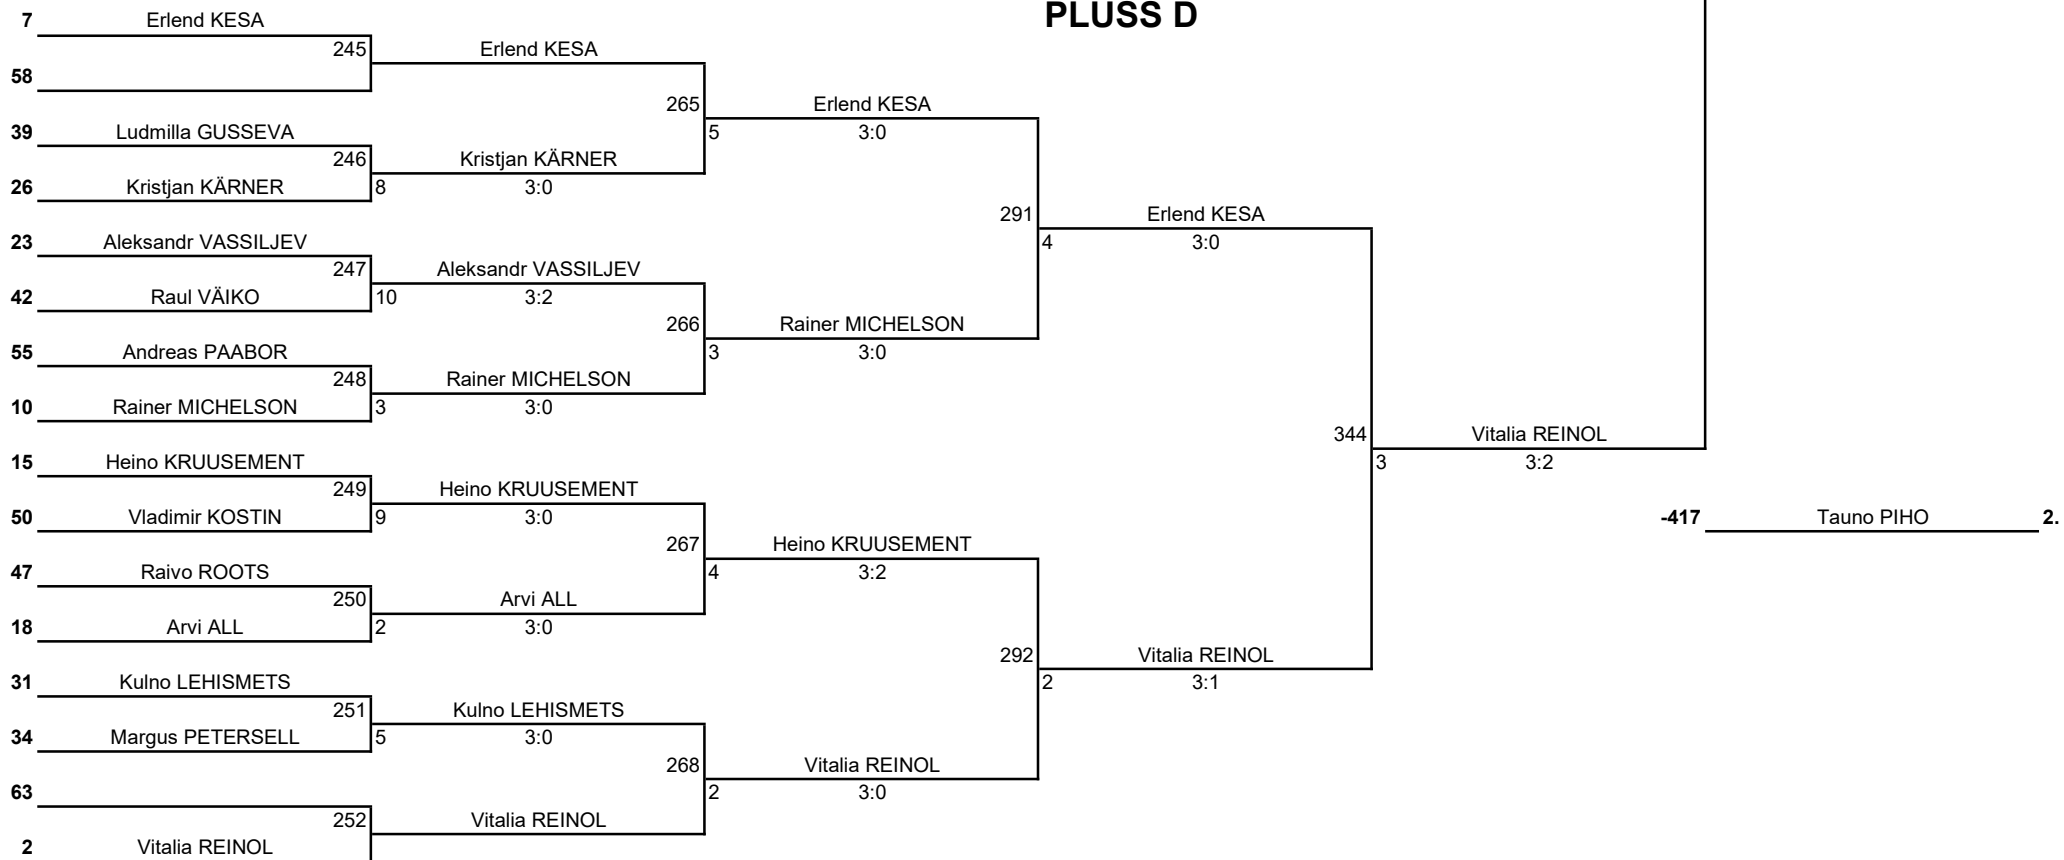 PLUSS D
7 Erlend KESA
245 Erlend KESA
58
265 Erlend KESA
39 Ludmilla GUSSEVA 5 3:0
246 Kristjan KÄRNER
26 Kristjan KÄRNER 8 3:0
291 Erlend KESA
23 Aleksandr VASSILJEV 4 3:0
247 Aleksandr VASSILJEV
42 Raul VÄIKO 10 3:2
266 Rainer MICHELSON
55 Andreas PAABOR 3 3:0
248 Rainer MICHELSON
10 Rainer MICHELSON 3 3:0
344 Vitalia REINOL
15 Heino KRUUSEMENT 3 3:2
249 Heino KRUUSEMENT
50 Vladimir KOSTIN 9 3:0 -417 Tauno PIHO 2.
267 Heino KRUUSEMENT
47 Raivo ROOTS 4 3:2
250 Arvi ALL
18 Arvi ALL 2 3:0
292 Vitalia REINOL
31 Kulno LEHISMETS 2 3:1
251 Kulno LEHISMETS
34 Margus PETERSELL 5 3:0
268 Vitalia REINOL
63 2 3:0
252 Vitalia REINOL
2 Vitalia REINOL